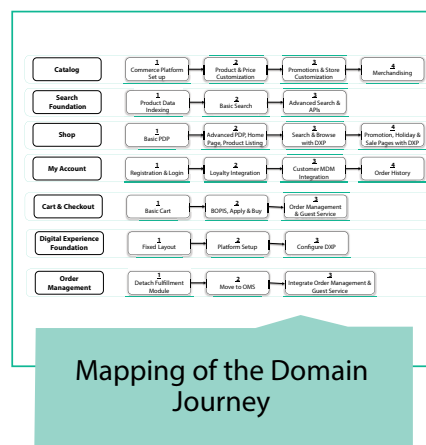 Catalog
1
Commerce Platform
Set up
2
Product & Price
Customization
3
Promotions & Store
Customization
4
Merchandising
Search
Foundation
1
Product Data
Indexing
2
Basic Search
3
Advanced Search &
APIs
Shop
1
Basic PDP
2
Advanced PDP, Home
Page, Product Listing
3
Search & Browse
with DXP
4
Promotion, Holiday &
Sale Pages with DXP
My Account
1
Registration & Login
2
Loyalty Integration
3
Customer MDM
Integration
4
Order History
Cart & Checkout
1
Basic Cart
2
BOPIS, Apply & Buy
3
Order Management
& Guest Service
Digital Experience
Foundation
1
Fixed Layout
2
Platform Setup
3
Configure DXP
Order
Management
1
Detach Fulfillment
Module
2
Move to OMS
3
Integrate Order Management &
Guest Service
Mapping of the Domain
Journey